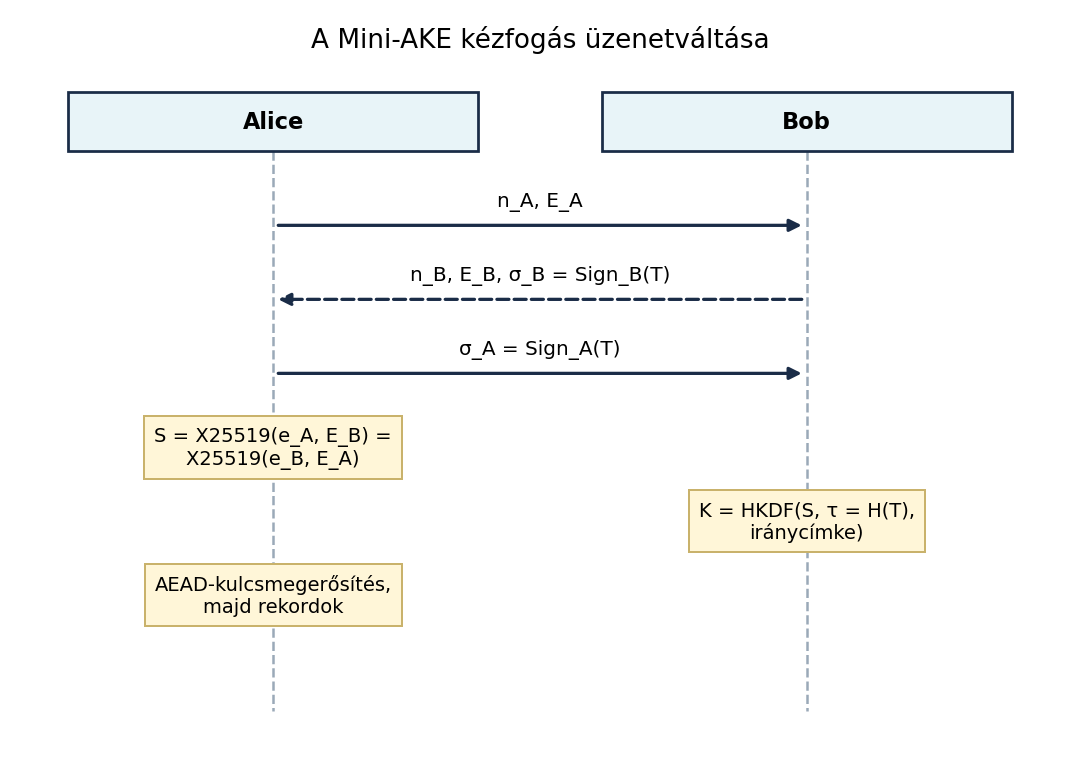 A Mini-AKE kézfogás üzenetváltása
Alice
Bob
n_A, E_A
n_B, E_B, σ_B = Sign_B(T)
σ_A = Sign_A(T)
S = X25519(e_A, E_B) =
X25519(e_B, E_A)
K = HKDF(S, τ = H(T),
iránycímke)
AEAD-kulcsmegerősítés,
majd rekordok